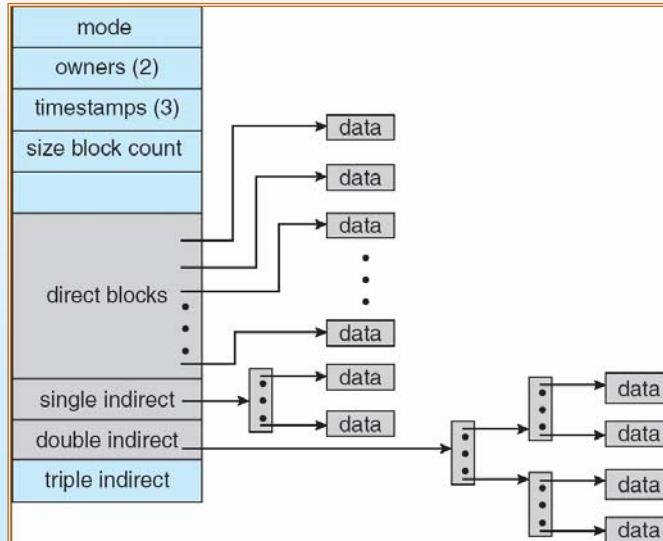 mode
owners (2)
timestamps (3)
size block count
direct blocks
single indirect
double indirect
triple indirect
data
data
data
data
data
data
data
data
data
data